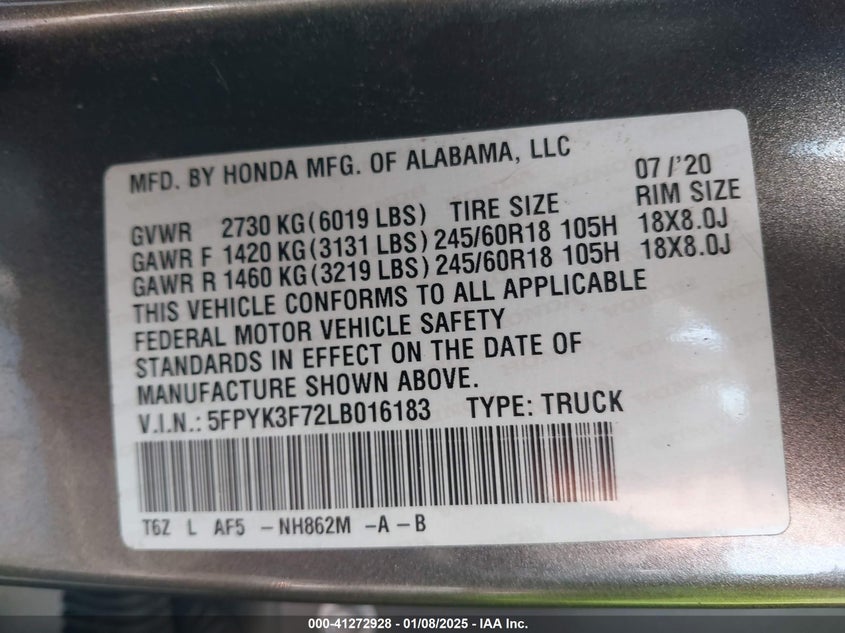 MFD. BY HONDA MFG. OF ALABAMA, LLC 07/'20
GVWR 2730 KG(6019 LBS) TIRE SIZE RIM SIZE
GAWR F 1420 KG(3131 LBS) 245/60R18 105H 18X8.0J
GAWR R 1460 KG(3219 LBS) 245/60R18 105H 18X8.0J
THIS VEHICLE CONFORMS TO ALL APPLICABLE
FEDERAL MOTOR VEHICLE SAFETY
STANDARDS IN EFFECT ON THE DATE OF
MANUFACTURE SHOWN ABOVE.
V.I.N.: 5FPYK3F72LB016183 TYPE: TRUCK
T6Z L AF5 -NH862M -A -B
000-41272928 - 01/08/2025 - IAA Inc.